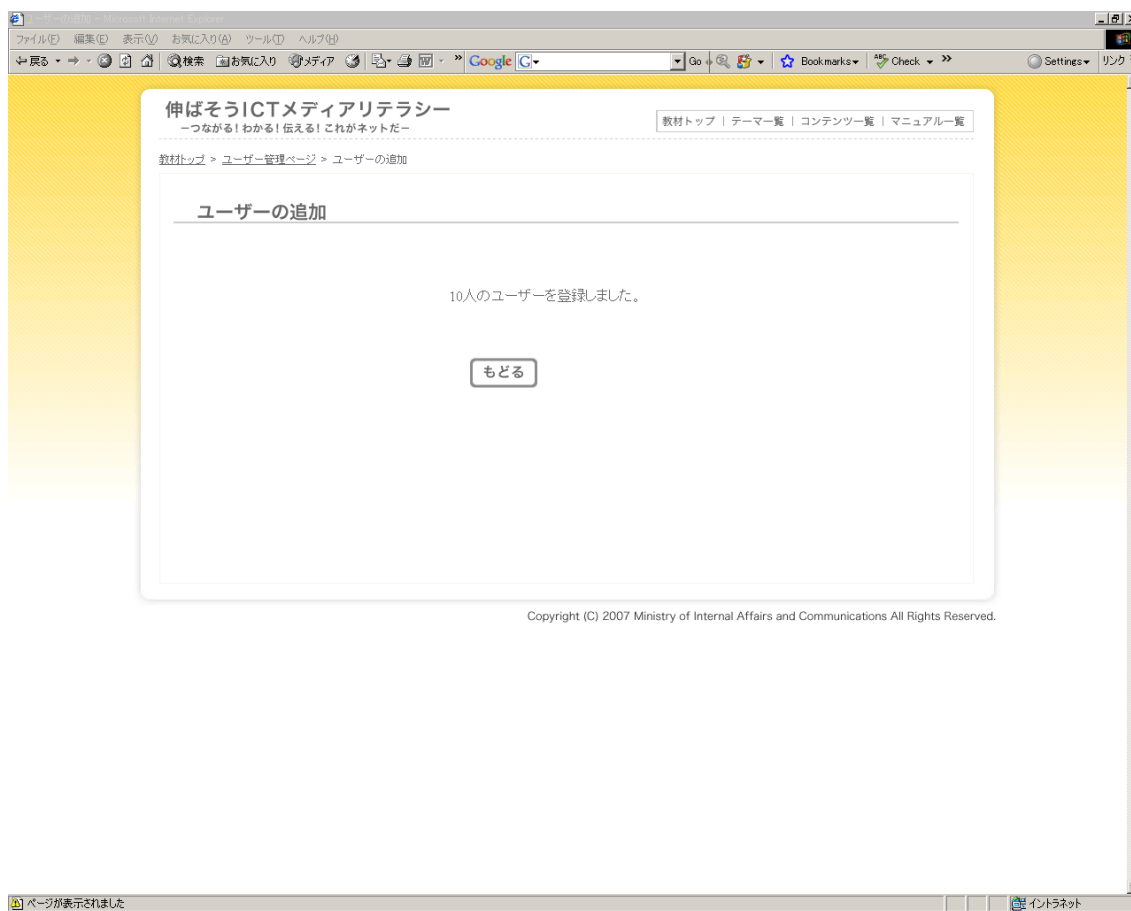 ユーザーの追加 - Microsoft Internet Explorer
ファイル(F) 編集(E) 表示(V) お気に入り(A) ツール(T) ヘルプ(H)
戻る 検索 お気に入り メディア » Google G Go Bookmarks Check » Settings リンク
伸ばそうICTメディアリテラシー
－つながる！わかる！伝える！これがネットだ－
教材トップ | テーマ一覧 | コンテンツ一覧 | マニュアル一覧
教材トップ > ユーザー管理ページ > ユーザーの追加
ユーザーの追加
10人のユーザーを登録しました。
もどる
Copyright (C) 2007 Ministry of Internal Affairs and Communications All Rights Reserved.
ページが表示されました イントラネット